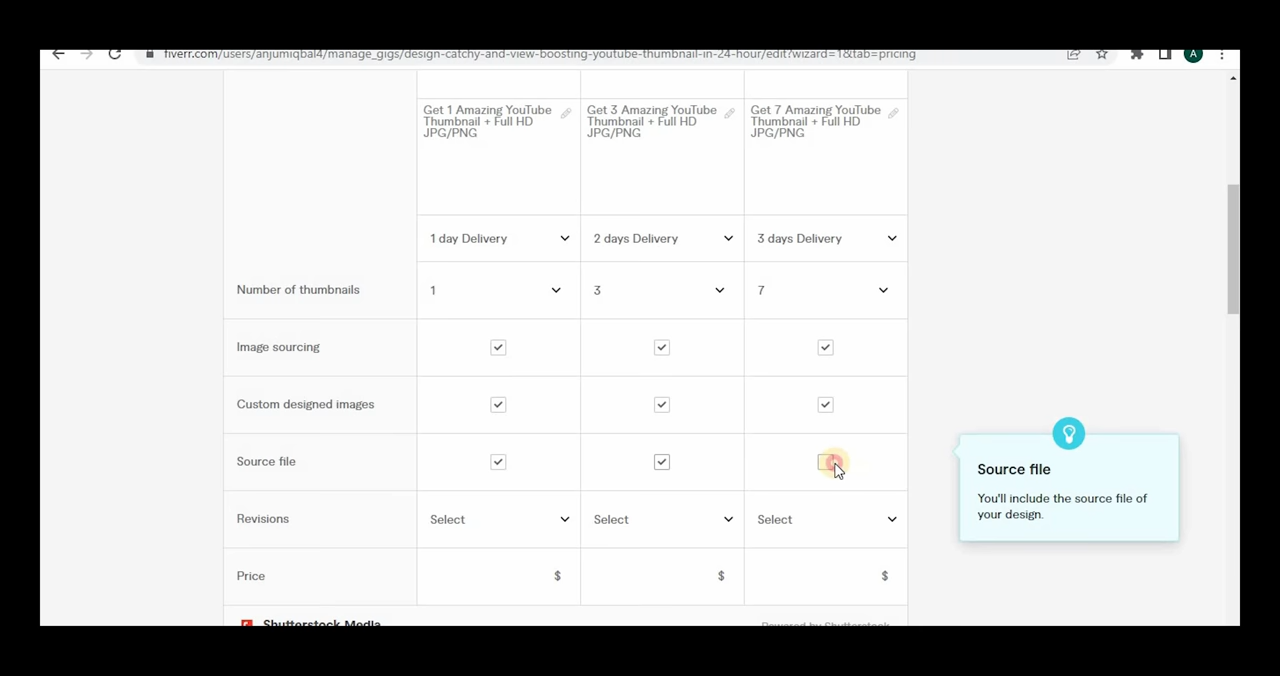 fiverr.com/users/anjumiqbal4/manage_gigs/design-catchy-and-view-boosting-youtube-thumbnail-in-24-hour/edit?wizard=1&tab=pricing
A
Get 1 Amazing YouTube
Thumbnail + Full HD
JPG/PNG
Get 3 Amazing YouTube
Thumbnail + Full HD
JPG/PNG
Get 7 Amazing YouTube
Thumbnail + Full HD
JPG/PNG
1 day Delivery
2 days Delivery
3 days Delivery
Number of thumbnails
1
3
7
Image sourcing
Custom designed images
Source file
Source file
You'll include the source file of
your design.
Revisions
Select
Select
Select
Price
$
$
$
Shutterstock Media
Powered by Shutterstock